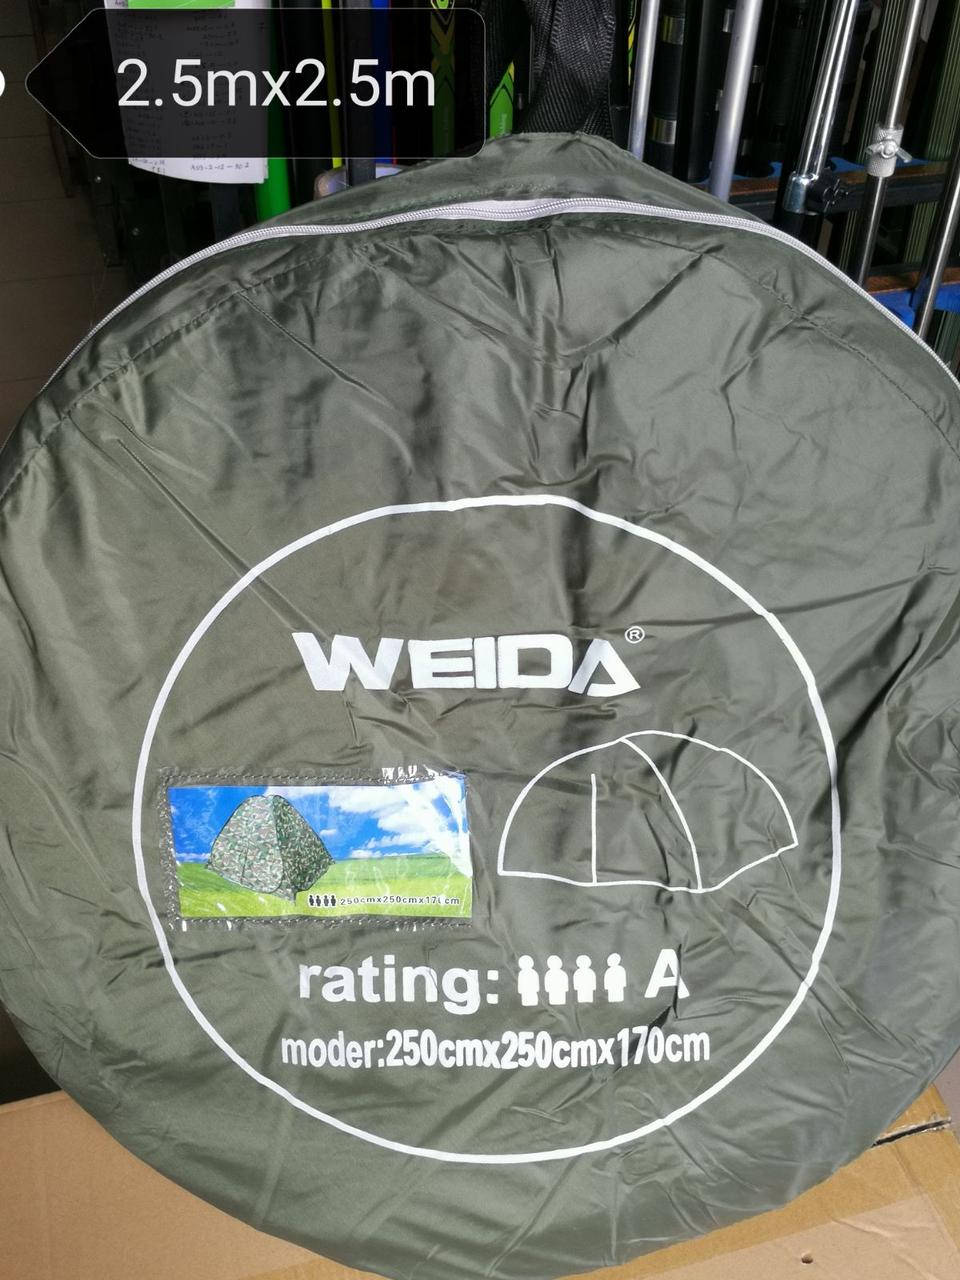 2.5mx2.5m
WEIDA®
250cmx250cmx170cm
rating: A
moder:250cmx250cmx170cm